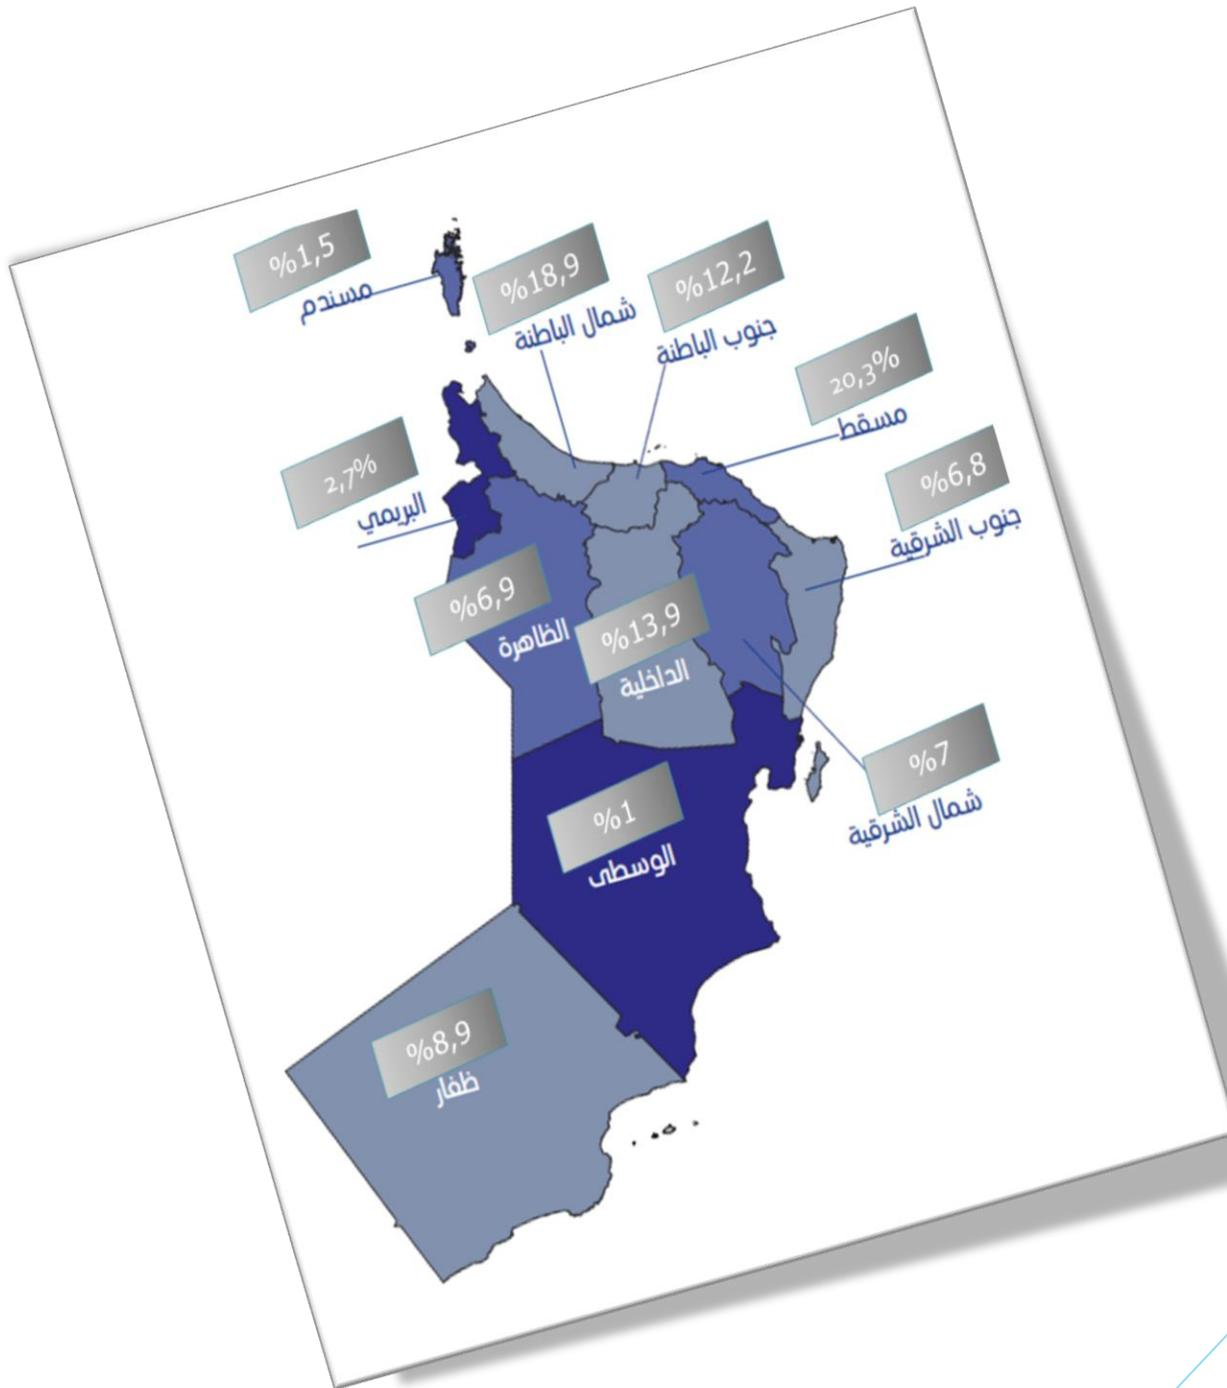 %1,5
مسندم
%18,9
شمال الباطنة
%12,2
جنوب الباطنة
20,3%
مسقط
2,7%
البريمي
%6,8
جنوب الشرقية
%6,9
الظاهرة
%13,9
الداخلية
%7
شمال الشرقية
%1
الوسطى
%8,9
ظفار